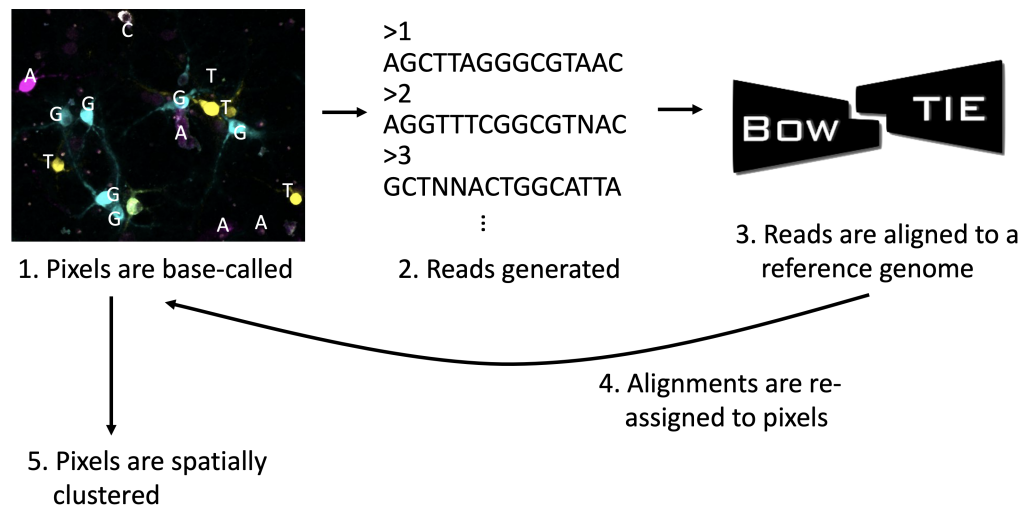 C
A
T
G
G
G
T
A
G
T
G
G
T
A
A
1. Pixels are base-called
>1
AGCTTAGGGCGTAAC
>2
AGGTTTCGGCGTNAC
>3
GCTNNACTGGCATTA
⋮
2. Reads generated
BOW TIE
3. Reads are aligned to a
reference genome
4. Alignments are re-
assigned to pixels
5. Pixels are spatially
clustered